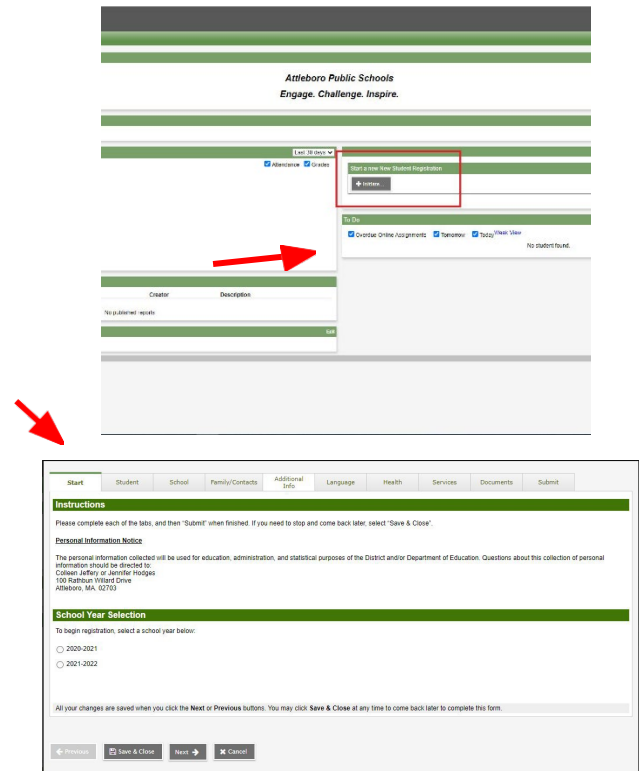 Attleboro Public Schools
Engage. Challenge. Inspire.
Last 30 days
Attendance Grades
Start a new New Student Registration
+ Initiate...
To Do
Overdue Online Assignments Tomorrow Today Week View
No student found.
Creator Description
No published reports
Edit
Start Student School Family/Contacts Additional Info Language Health Services Documents Submit
Instructions
Please complete each of the tabs, and then "Submit" when finished. If you need to stop and come back later, select "Save & Close".
Personal Information Notice
The personal information collected will be used for education, administration, and statistical purposes of the District and/or Department of Education. Questions about this collection of personal
information should be directed to:
Colleen Jeffery or Jennifer Hodges
100 Rathbun Willard Drive
Attleboro, MA. 02703
School Year Selection
To begin registration, select a school year below:
2020-2021
2021-2022
All your changes are saved when you click the Next or Previous buttons. You may click Save & Close at any time to come back later to complete this form.
Previous Save & Close Next Cancel